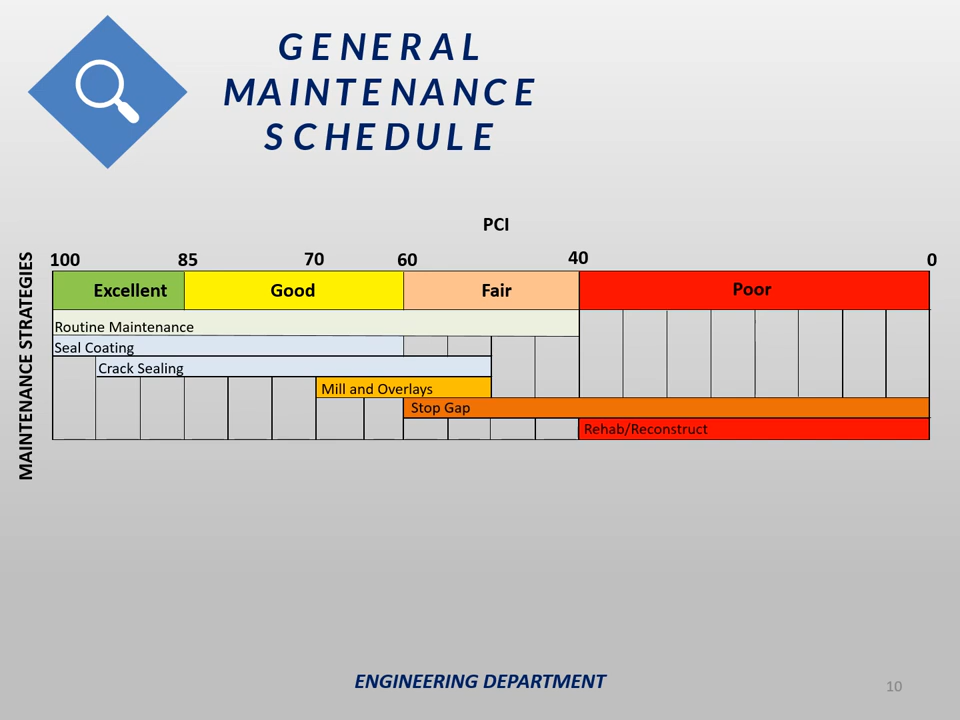 GENERAL
MAINTENANCE
SCHEDULE
PCI
100 85 70 60 40 0
MAINTENANCE STRATEGIES
Excellent Good Fair Poor
Routine Maintenance
Seal Coating
Crack Sealing
Mill and Overlays
Stop Gap
Rehab/Reconstruct
ENGINEERING DEPARTMENT
10